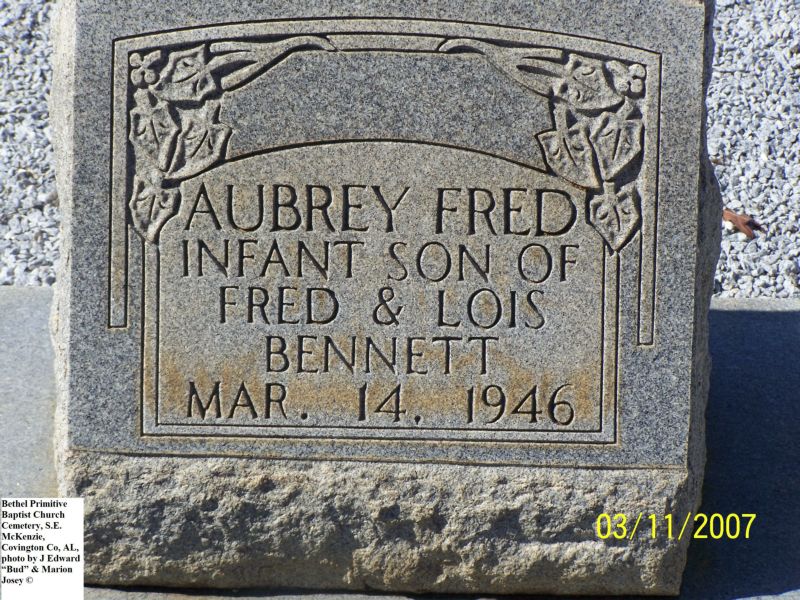 AUBREY FRED
INFANT SON OF
FRED & LOIS
BENNETT
MAR. 14. 1946
03/11/2007
Bethel Primitive
Baptist Church
Cemetery, S.E.
McKenzie,
Covington Co, AL,
photo by J Edward
“Bud” & Marion
Josey ©